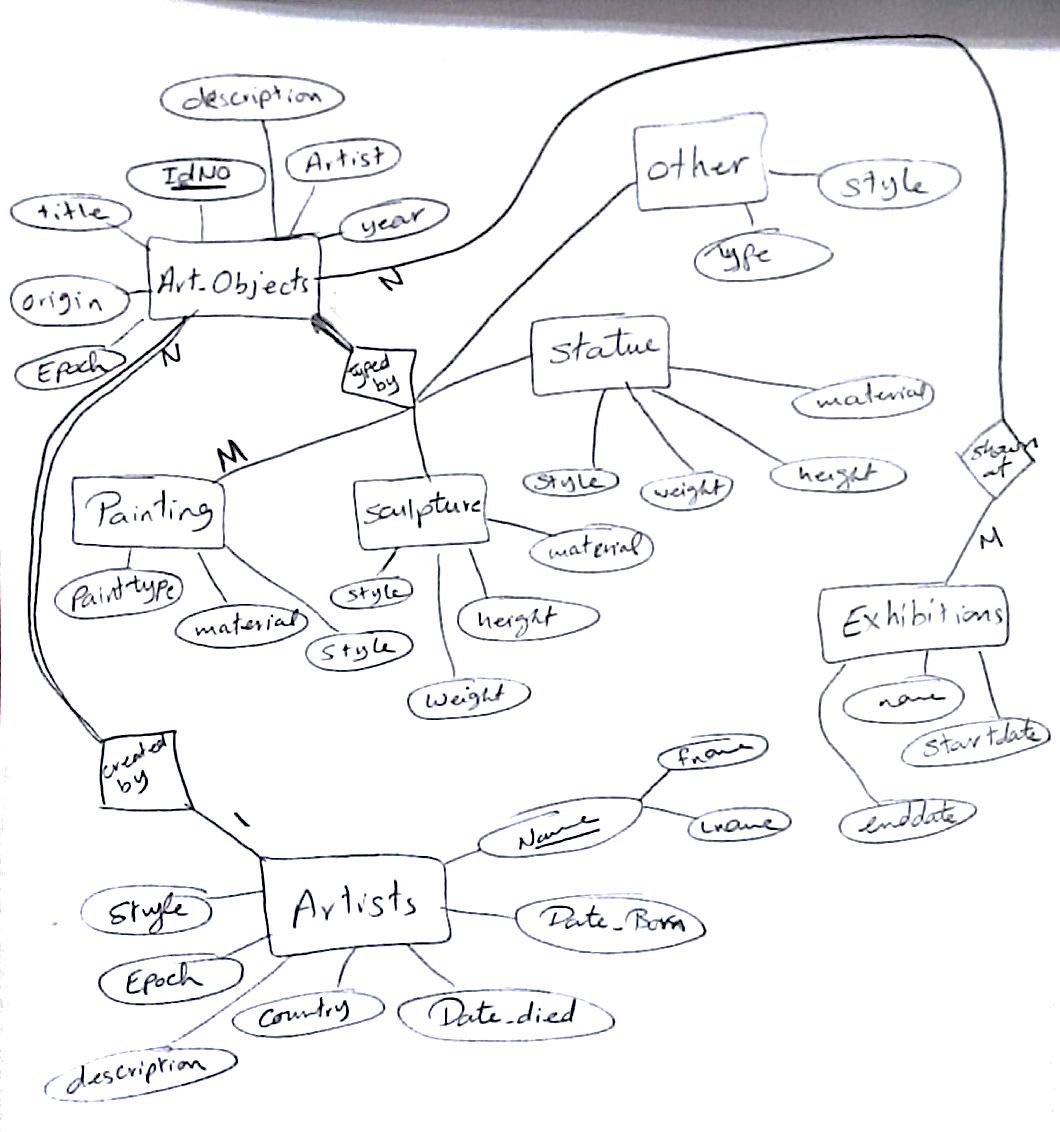 description
IdNO
Artist
title
year
Art_Objects
N
origin
Epoch
N
typed
by
other
style
type
Statue
material
style
weight
height
M
Painting
Painttype
material
Style
sculpture
material
style
height
Weight
shown
at
M
Exhibitions
name
Startdate
enddate
created
by
1
Name
fname
Lname
Artists
Style
Epoch
description
Country
Date_died
Date_Born